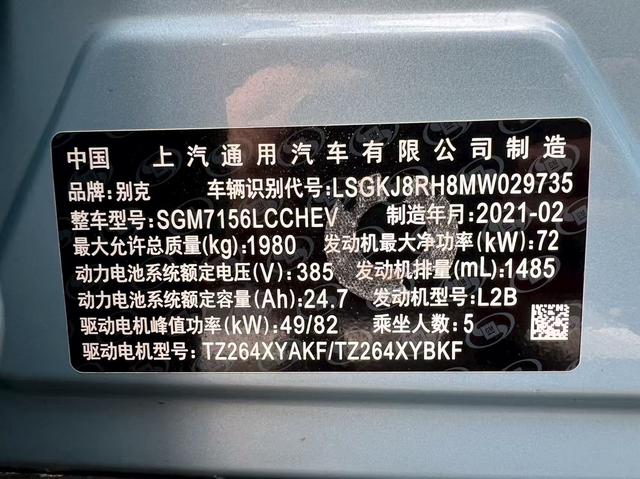 中国 上汽通用汽车有限公司制造
品牌:别克 车辆识别代号:LSGKJ8RH8MW029735
整车型号:SGM7156LCCHEV 制造年月:2021-02
最大允许总质量(kg):1980 发动机最大净功率(kW):72
动力电池系统额定电压(V):385 发动机排量(mL):1485
动力电池系统额定容量(Ah):24.7 发动机型号:L2B
驱动电机峰值功率(kW):49/82 乘坐人数:5
驱动电机型号:TZ264XYAKF/TZ264XYBKF